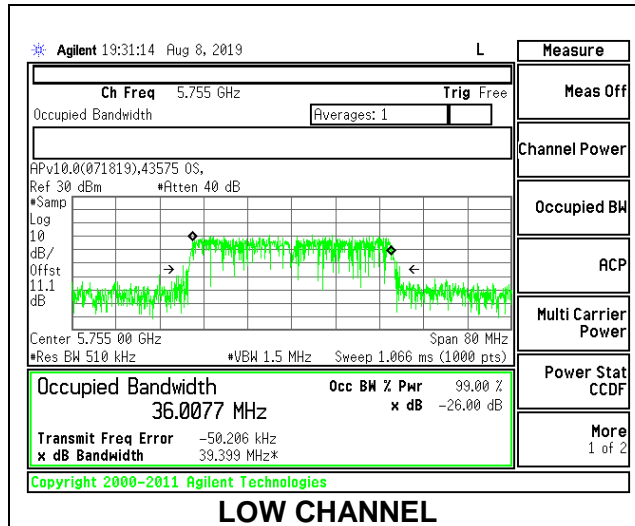 Agilent 19:31:14 Aug 8, 2019 L Measure
Ch Freq 5.755 GHz Trig Free
Meas Off
Occupied Bandwidth Averages: 1
Channel Power
APv10.0(071819),43575 OS,
Ref 30 dBm #Atten 40 dB
#Samp
Log
10
dB/
Offst
11.1
dB
Occupied BW
ACP
Multi Carrier
Power
Center 5.755 00 GHz Span 80 MHz
#Res BW 510 kHz #VBW 1.5 MHz Sweep 1.066 ms (1000 pts)
Power Stat
CCDF
Occupied Bandwidth Occ BW % Pwr 99.00 %
36.0077 MHz x dB -26.00 dB
Transmit Freq Error -50.206 kHz
x dB Bandwidth 39.399 MHz*
More
1 of 2
Copyright 2000-2011 Agilent Technologies
LOW CHANNEL